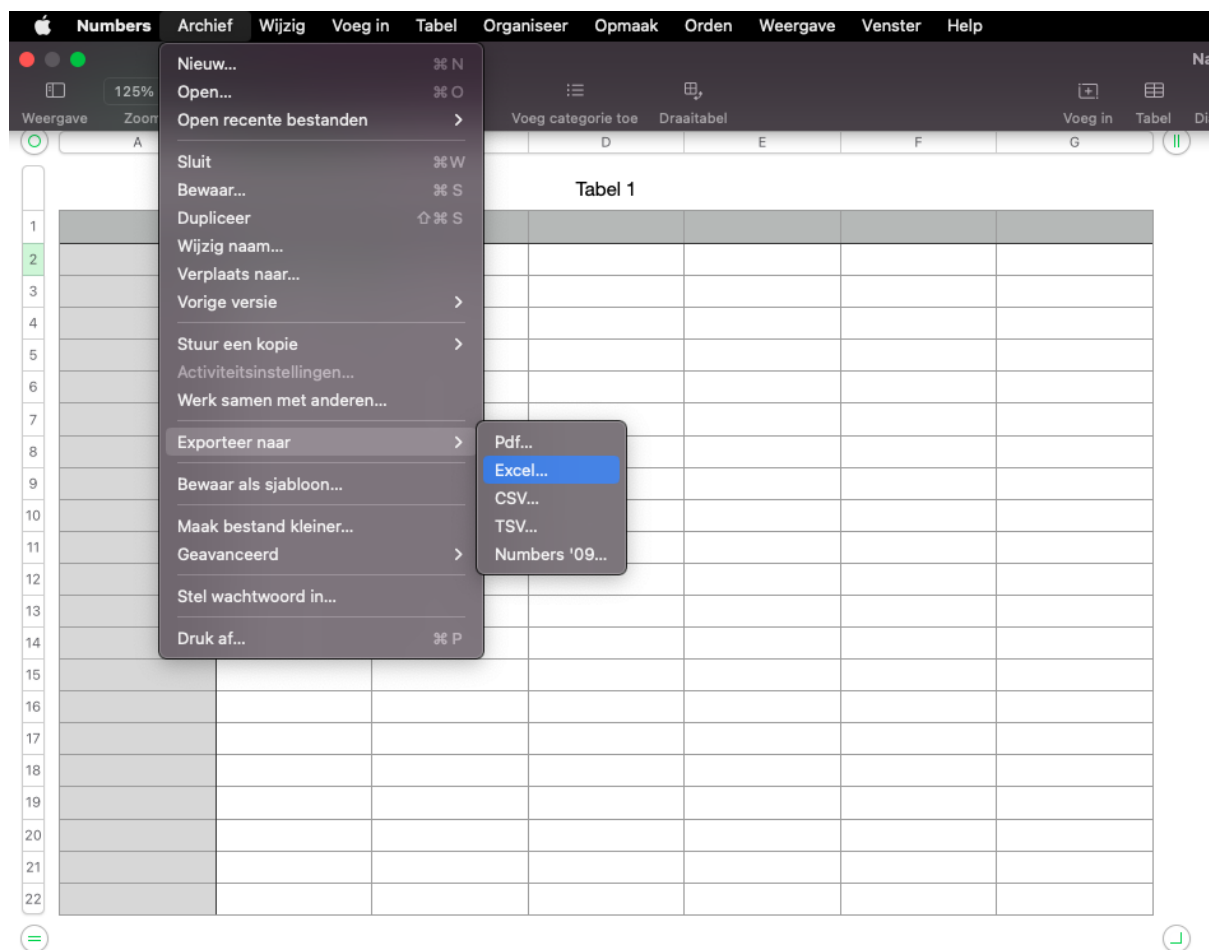 Numbers Archief Wijzig Voeg in Tabel Organiseer Opmaak Orden Weergave Venster Help
Na
125%
Weergave Zoom Voeg categorie toe Draaitabel Voeg in Tabel Di
A D E F G
Tabel 1
Nieuw... ⌘ N
Open... ⌘ O
Open recente bestanden >
Sluit ⌘ W
Bewaar... ⌘ S
Dupliceer ⇧ ⌘ S
Wijzig naam...
Verplaats naar...
Vorige versie >
Stuur een kopie >
Activiteitsinstellingen...
Werk samen met anderen...
Exporteer naar >
Bewaar als sjabloon...
Maak bestand kleiner...
Geavanceerd >
Stel wachtwoord in...
Druk af... ⌘ P
Pdf...
Excel...
CSV...
TSV...
Numbers '09...
1
2
3
4
5
6
7
8
9
10
11
12
13
14
15
16
17
18
19
20
21
22